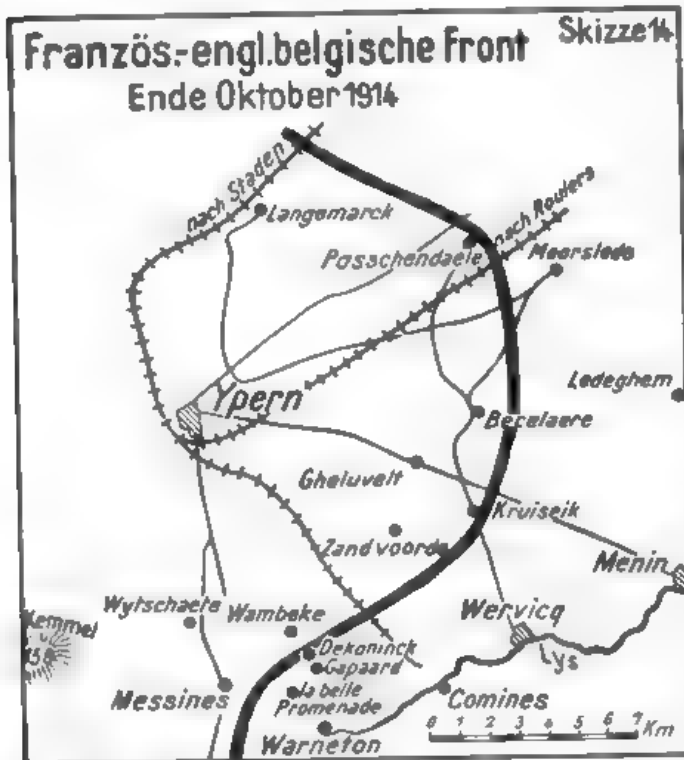 Französ.-engl.belgische Front
Skizze 14
Ende Oktober 1914
nach Staden
Langemarck
nach Roulers
Passchendaele
Moorslede
Ypern
Ledeghem
Becelaere
Gheluvelt
Kruiseik
Zandvoorde
Menin
Wytschaete
Wambeke
Wervicq
Kemmel
Dekoninck
Lys
Gapaard
Messines
la belle
Promenade
Comines
Warneton
0 1 2 3 4 5 6 7 Km